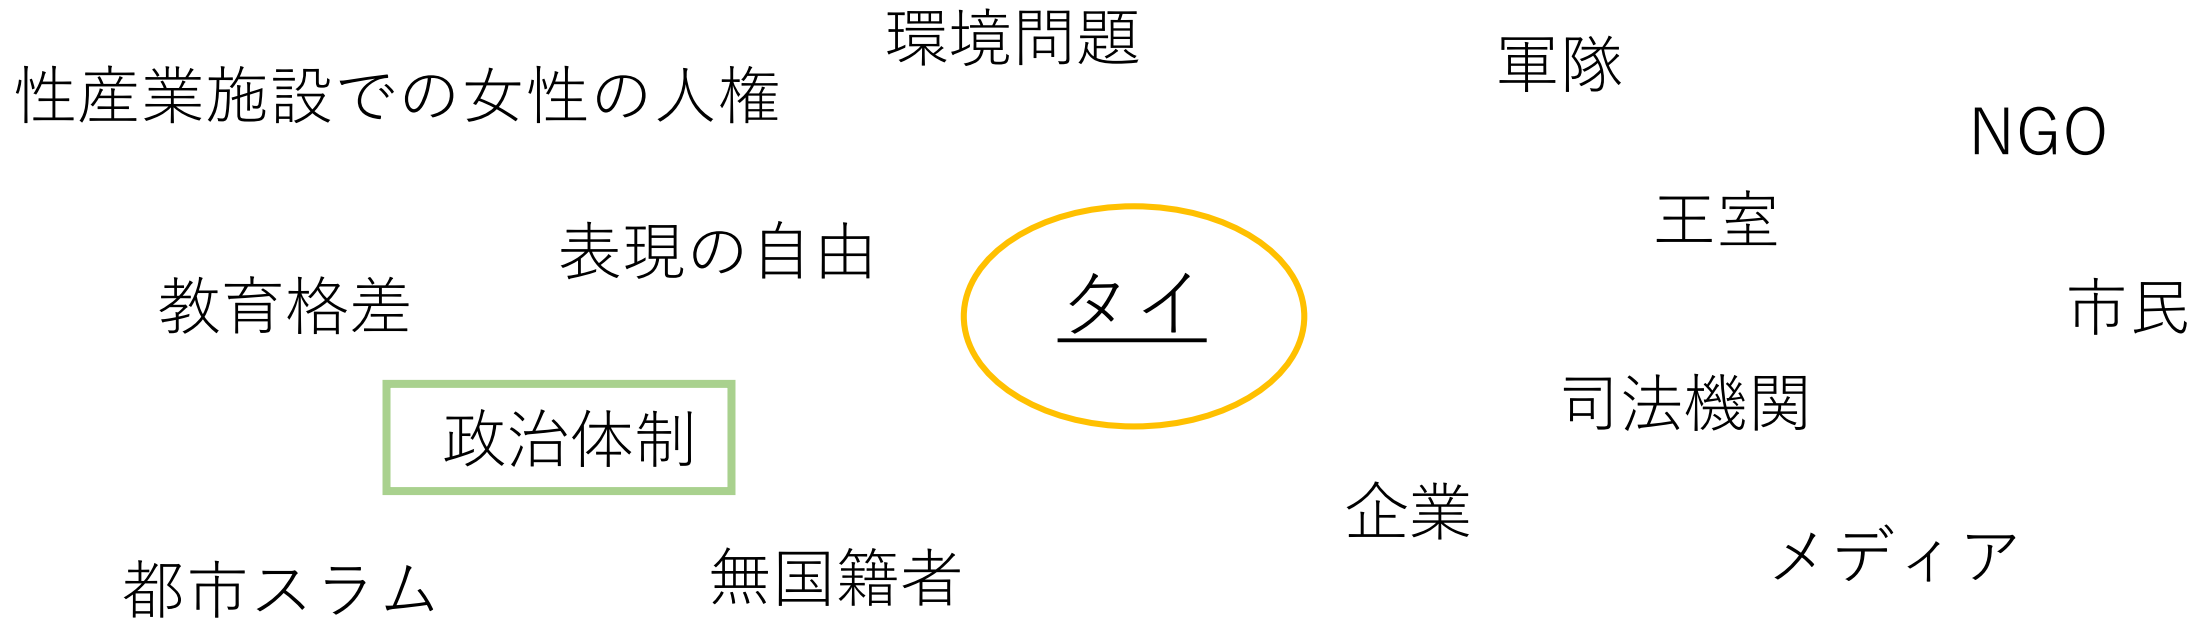 環境問題
軍隊
性産業施設での女性の人権
NGO
王室
表現の自由
タイ
教育格差
市民
司法機関
政治体制
企業
メディア
無国籍者
都市スラム